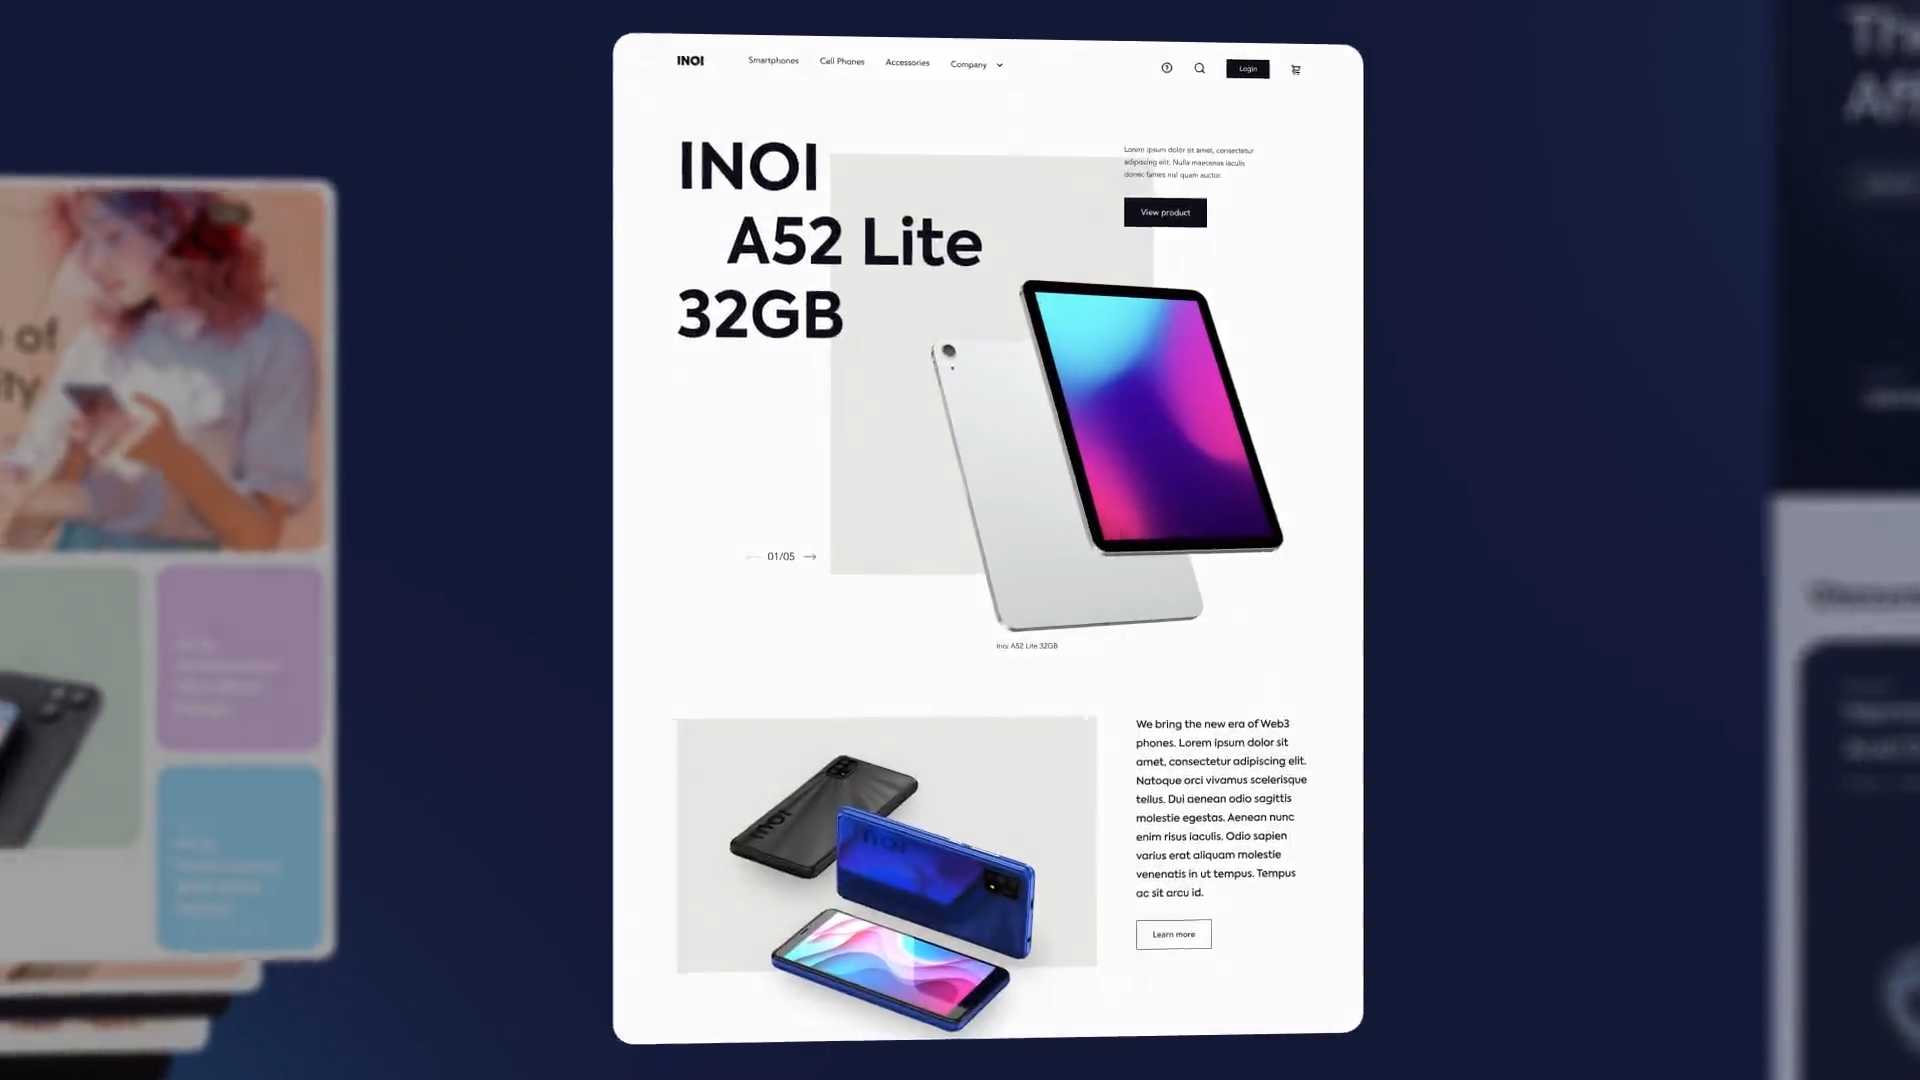 INOI
Smartphones
Cell Phones
Accessories
Company
Login
INOI
A52 Lite
32GB
Lorem ipsum dolor sit amet, consectetur
adipiscing elit. Nulla maecenas iaculis
donec fames nisl quam auctor.
View product
01/05
Inoi A52 Lite 32GB
We bring the new era of Web3
phones. Lorem ipsum dolor sit
amet, consectetur adipiscing elit.
Natoque orci vivamus scelerisque
tellus. Dui aenean odio sagittis
molestie egestas. Aenean nunc
enim risus iaculis. Odio sapien
varius erat aliquam molestie
venenatis in ut tempus. Tempus
ac sit arcu id.
Learn more
inoi
inoi
of